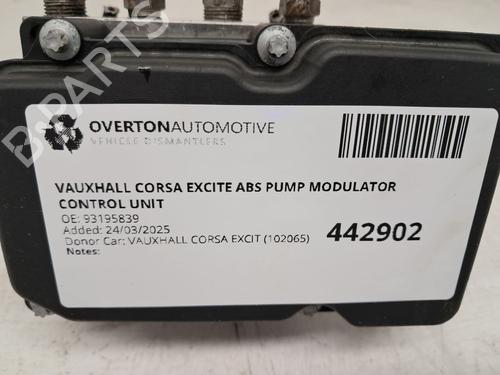 B-PARTS
OVERTONAUTOMOTIVE
VEHICLE DISMANTLERS
VAUXHALL CORSA EXCITE ABS PUMP MODULATOR
CONTROL UNIT
OE: 93195839
Added: 24/03/2025
Donor Car: VAUXHALL CORSA EXCIT (102065)
Notes:
442902